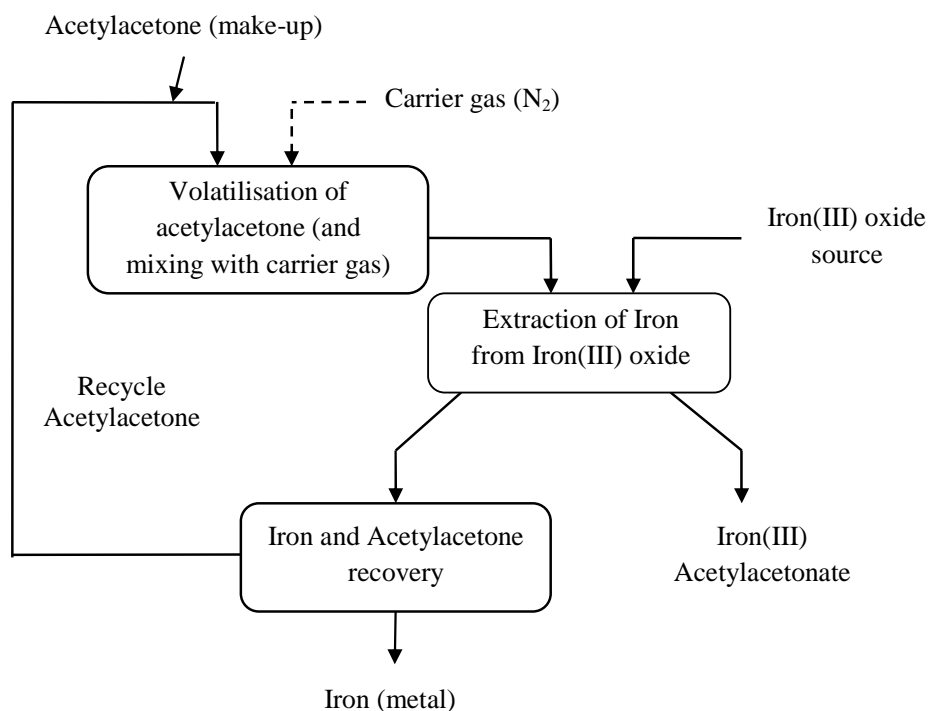 Acetylacetone (make-up)
Carrier gas (N₂)
Volatilisation of
acetylacetone (and
mixing with carrier gas)
Iron(III) oxide
source
Extraction of Iron
from Iron(III) oxide
Recycle
Acetylacetone
Iron and Acetylacetone
recovery
Iron(III)
Acetylacetonate
Iron (metal)